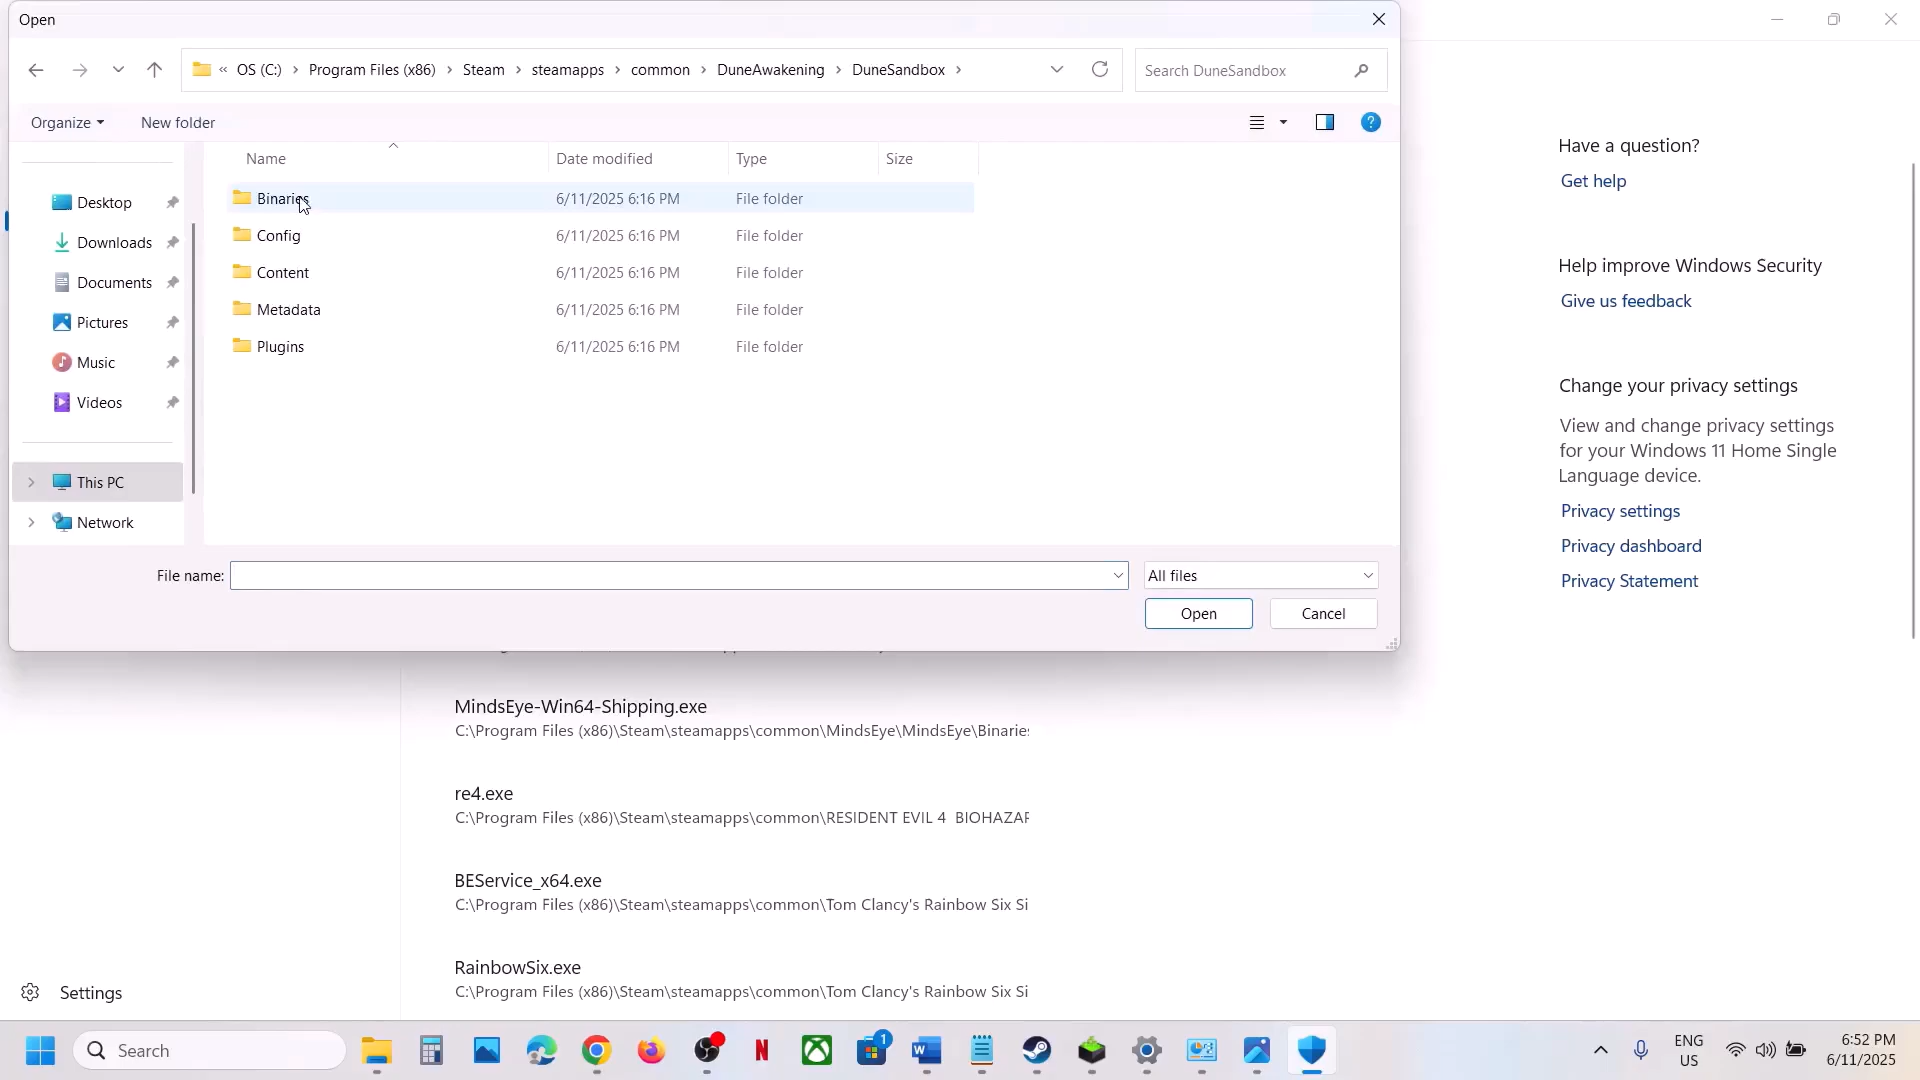 Open
« OS (C:) › Program Files (x86) › Steam › steamapps › common › DuneAwakening › DuneSandbox ›
Search DuneSandbox
Organize
New folder
Name
Date modified
Type
Size
Desktop
Downloads
Documents
Pictures
Music
Videos
This PC
Network
Binaries 6/11/2025 6:16 PM File folder
Config 6/11/2025 6:16 PM File folder
Content 6/11/2025 6:16 PM File folder
Metadata 6/11/2025 6:16 PM File folder
Plugins 6/11/2025 6:16 PM File folder
File name:
All files
Open
Cancel
Have a question?
Get help
Help improve Windows Security
Give us feedback
Change your privacy settings
View and change privacy settings
for your Windows 11 Home Single
Language device.
Privacy settings
Privacy dashboard
Privacy Statement
MindsEye-Win64-Shipping.exe
C:\Program Files (x86)\Steam\steamapps\common\MindsEye\MindsEye\Binaries
re4.exe
C:\Program Files (x86)\Steam\steamapps\common\RESIDENT EVIL 4 BIOHAZAR
BEService_x64.exe
C:\Program Files (x86)\Steam\steamapps\common\Tom Clancy's Rainbow Six Si
RainbowSix.exe
C:\Program Files (x86)\Steam\steamapps\common\Tom Clancy's Rainbow Six Si
Settings
Search
1
ENG
US
6:52 PM
6/11/2025